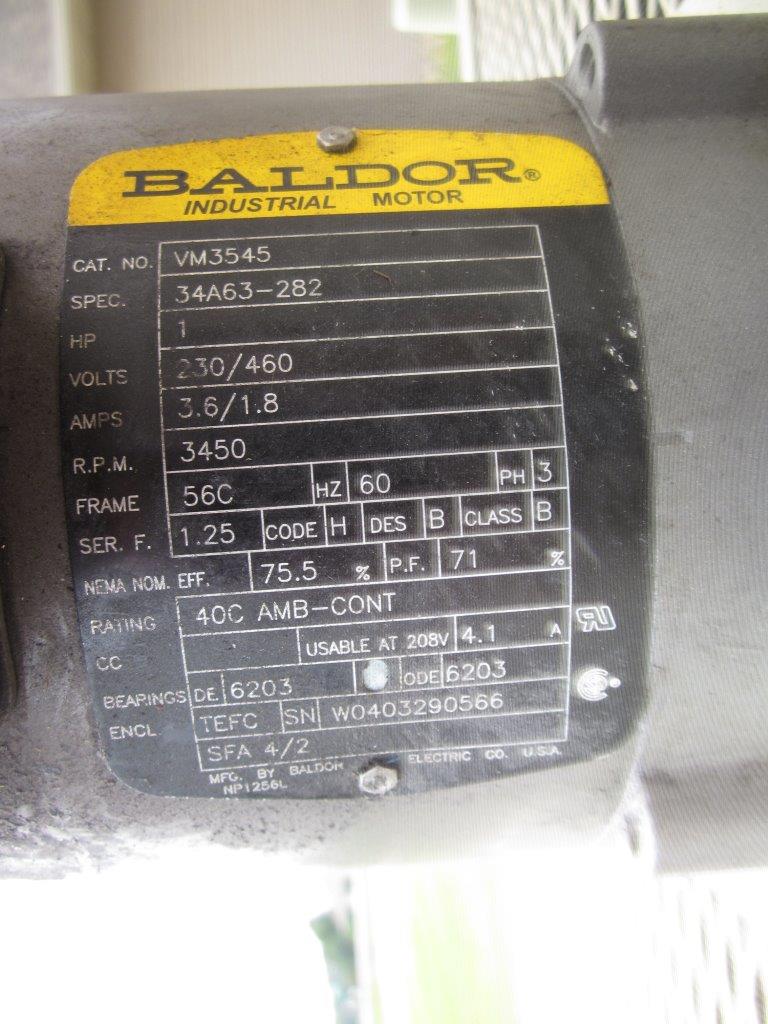 BALDOR®
INDUSTRIAL MOTOR
CAT. NO. VM3545
SPEC. 34A63-282
HP 1
VOLTS 230/460
AMPS 3.6/1.8
R.P.M. 3450
FRAME 56C HZ 60 PH 3
SER. F. 1.25 CODE H DES B CLASS B
NEMA NOM. EFF. 75.5 % P.F. 71 %
RATING 40C AMB-CONT
CC USABLE AT 208V 4.1 A
BEARINGS DE 6203 ODE 6203
ENCL TEFC SN W0403290566
SFA 4/2
MFG. BY BALDOR ELECTRIC CO. U.S.A.
NP1256L